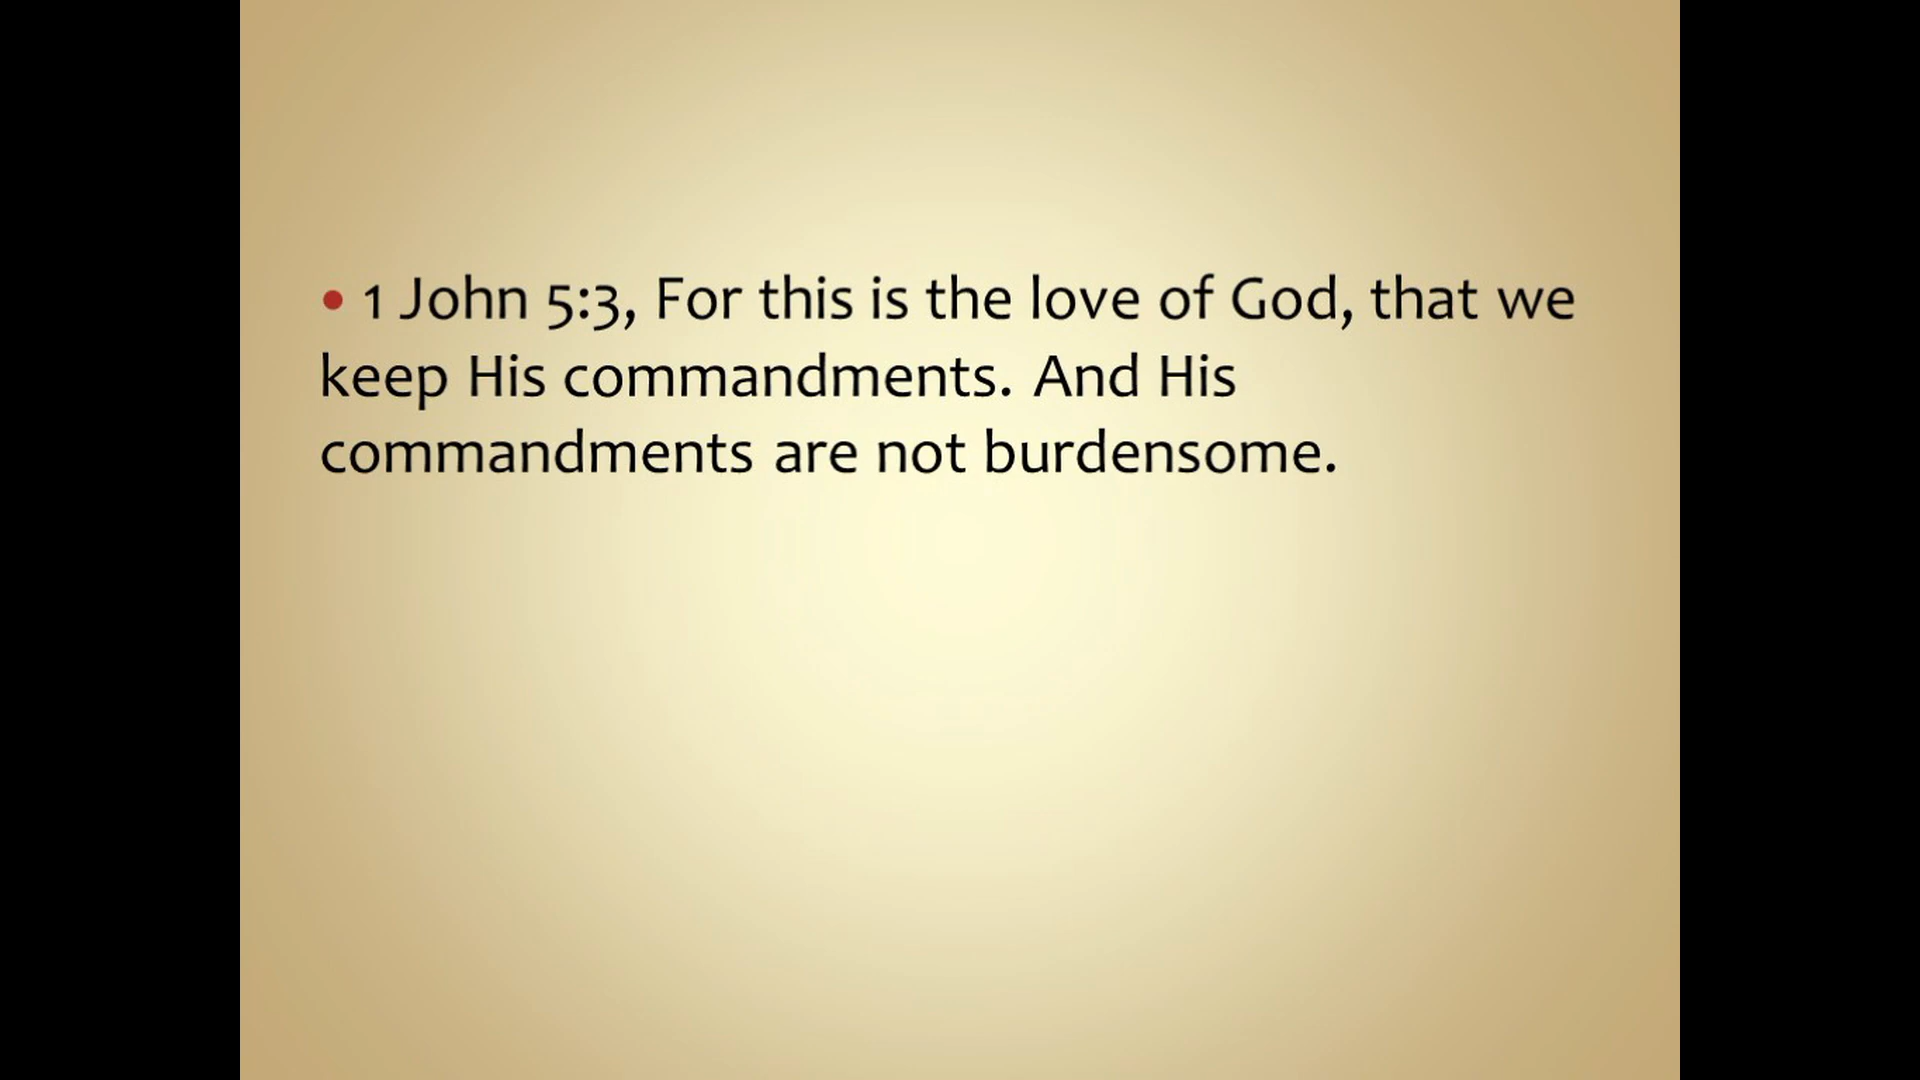 • 1 John 5:3, For this is the love of God, that we
keep His commandments. And His
commandments are not burdensome.